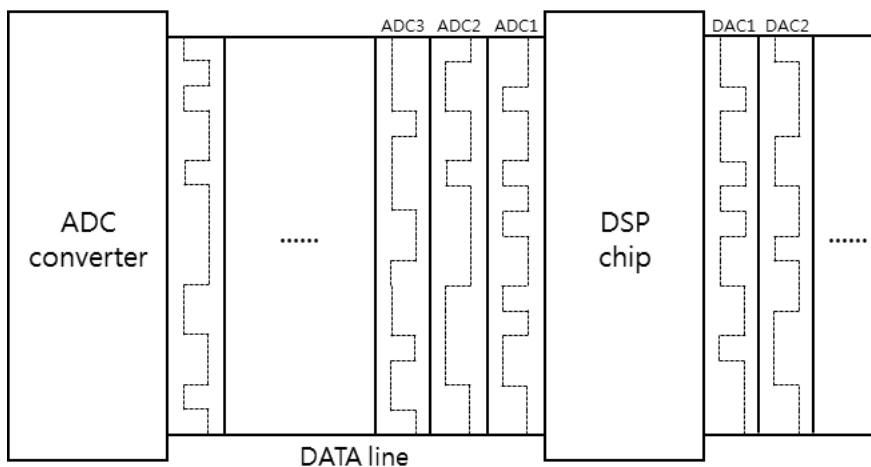 ADC3 ADC2 ADC1 DAC1 DAC2
ADC
converter
......
DSP
chip
......
DATA line